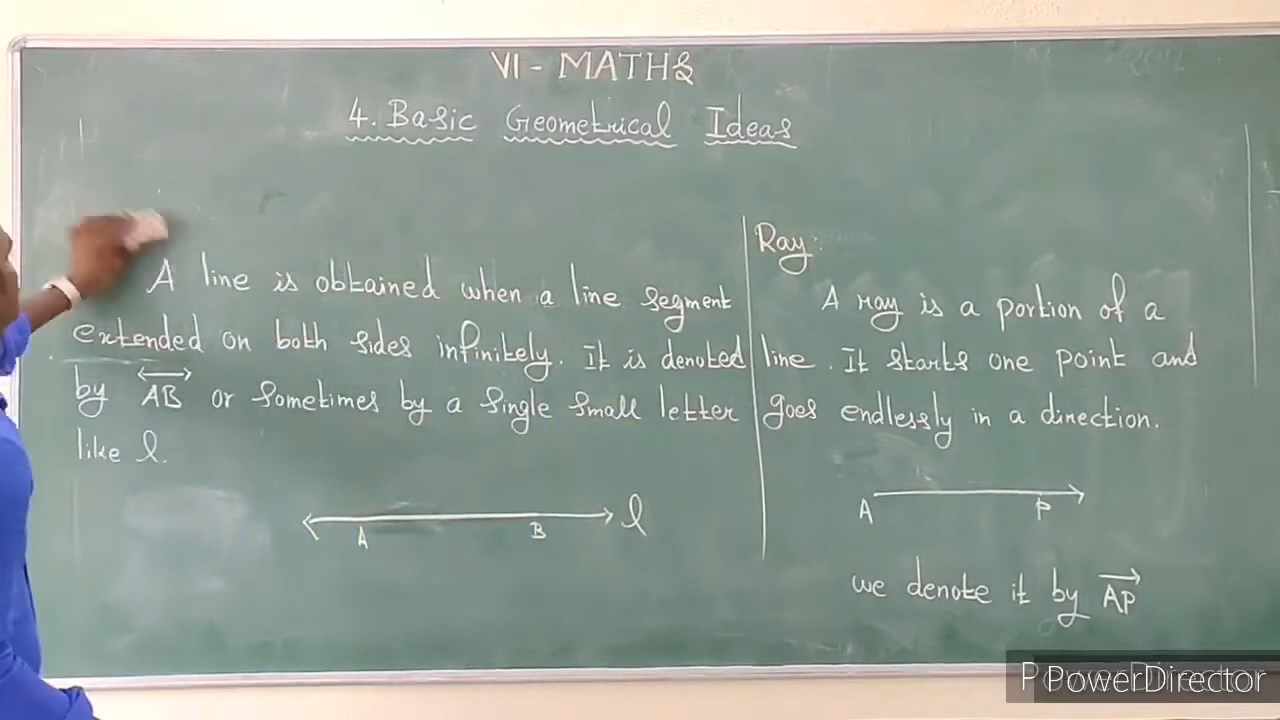 VI - MATHS
4. Basic Geometrical Ideas
A line is obtained when a line segment
extended on both sides infinitely. It is denoted
by AB or sometimes by a single small letter
like l.
A B l
Ray:
A ray is a portion of a
line. It starts one point and
goes endlessly in a direction.
A P
we denote it by AP
PowerDirector